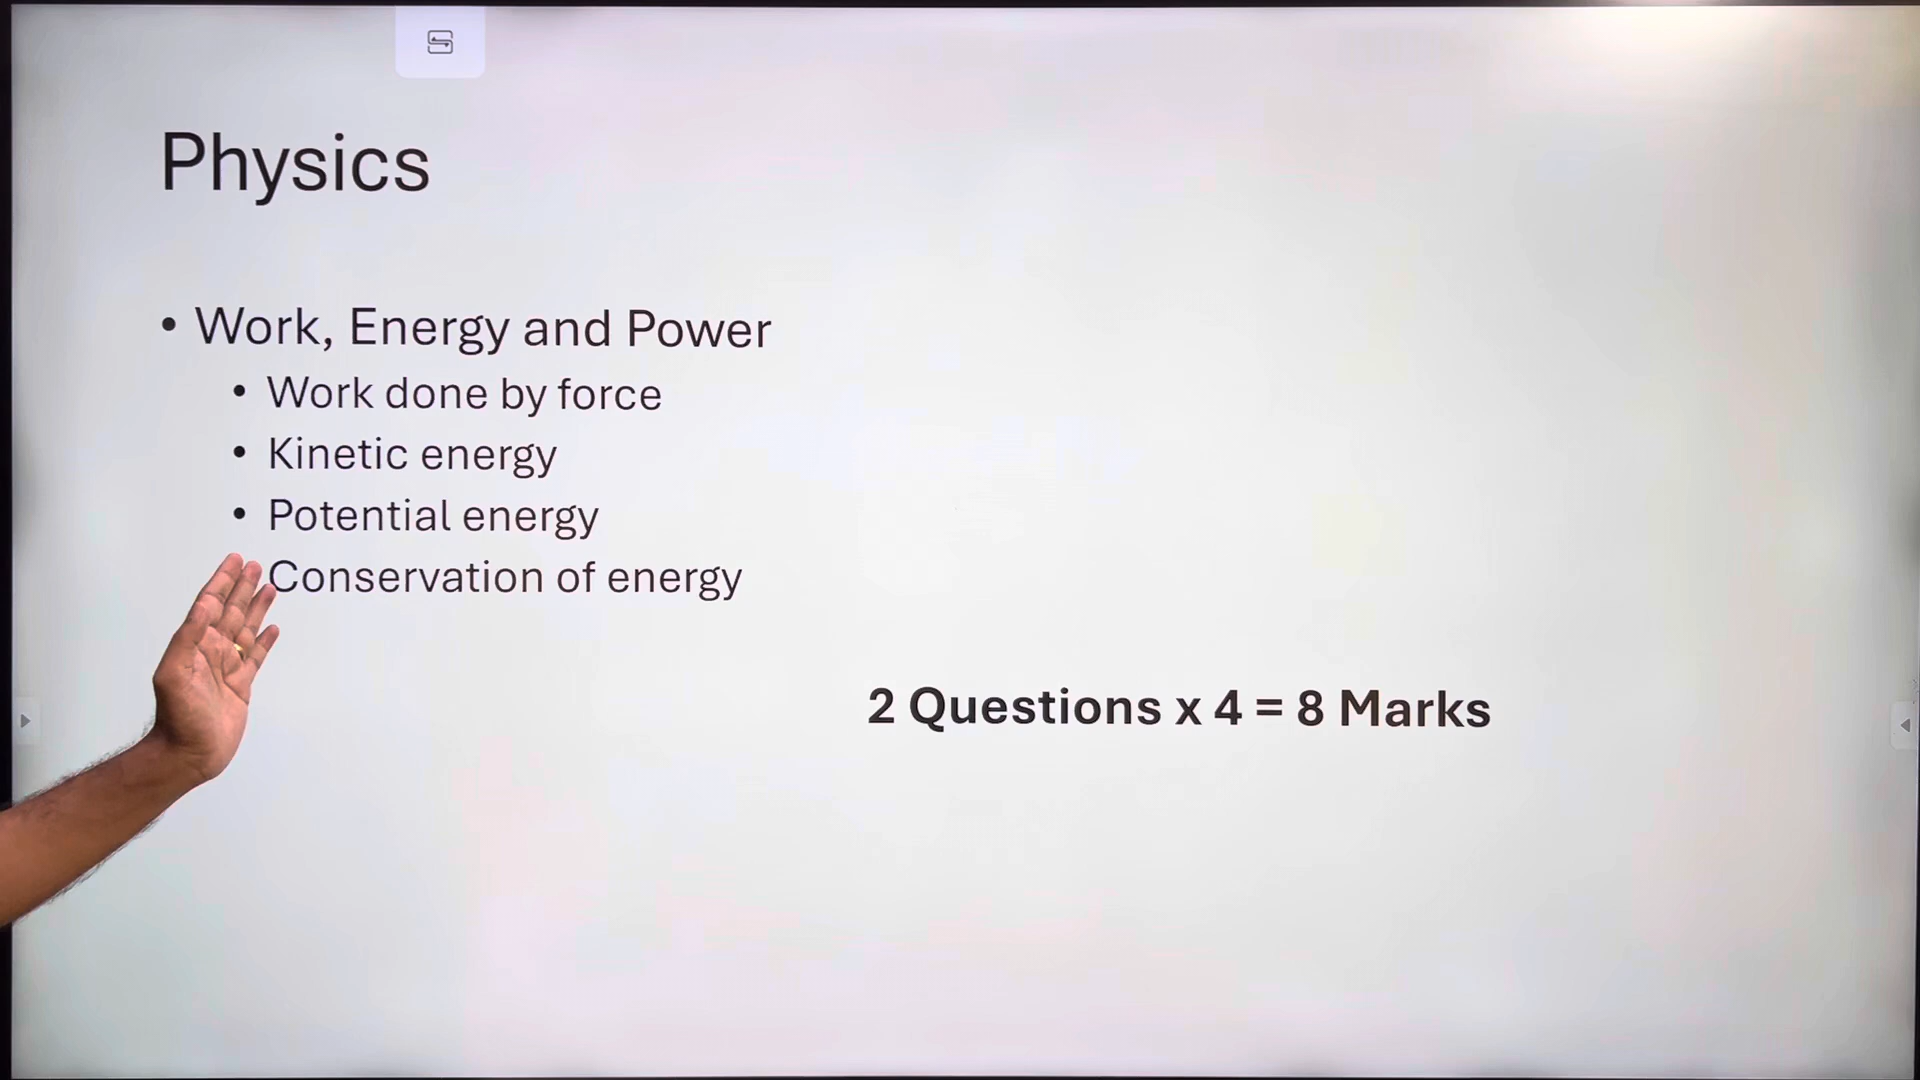 Physics
• Work, Energy and Power
• Work done by force
• Kinetic energy
• Potential energy
Conservation of energy
2 Questions x 4 = 8 Marks